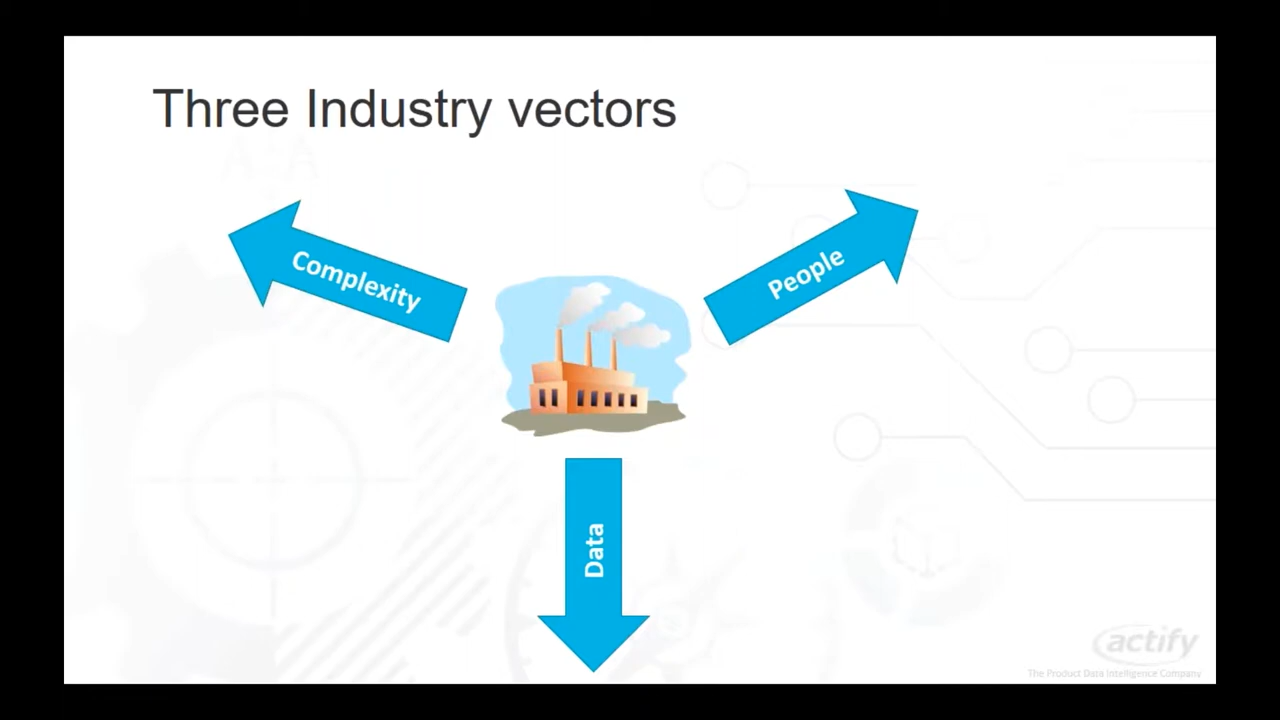 Three Industry vectors
Complexity
People
Data
actify
The Product Data Intelligence Company